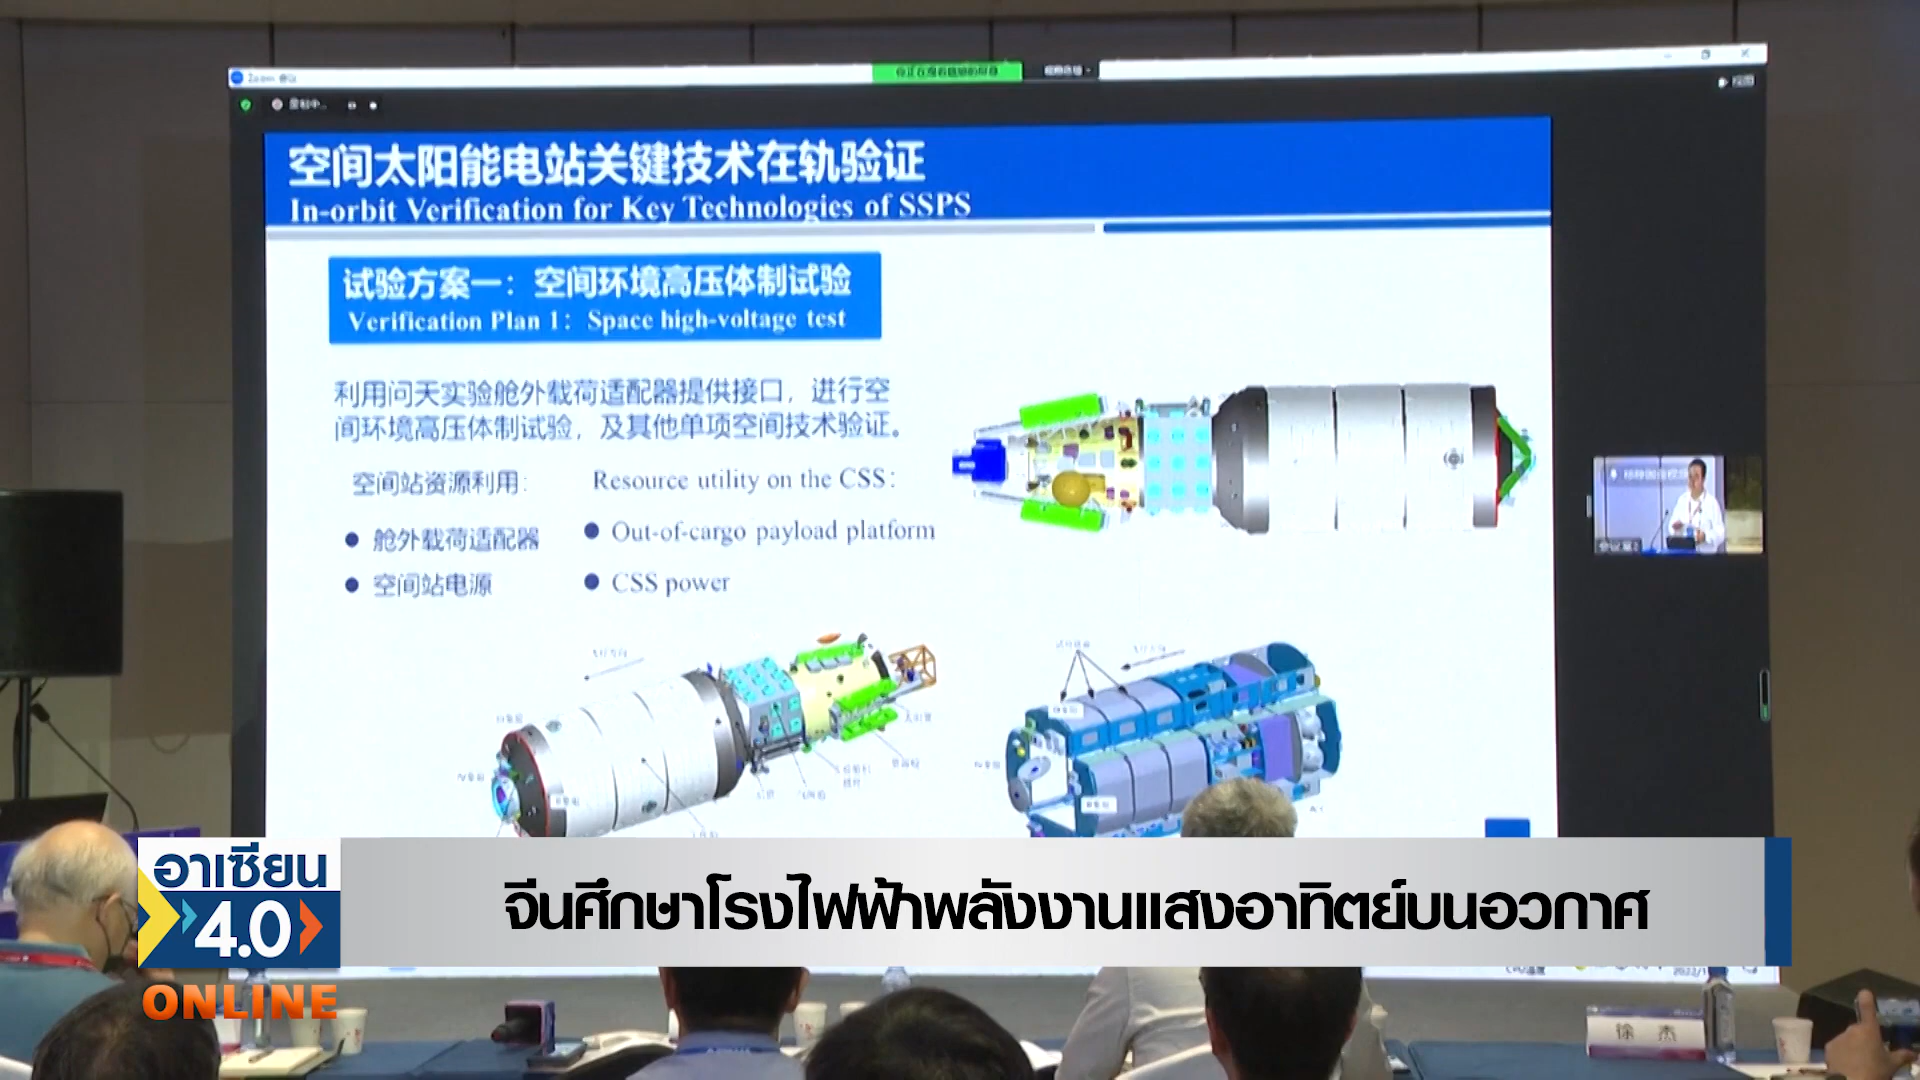 Zoom 会议
空间太阳能电站关键技术在轨验证
In-orbit Verification for Key Technologies of SSPS
试验方案一：空间环境高压体制试验
Verification Plan 1：Space high-voltage test
利用问天实验舱外载荷适配器提供接口，进行空
间环境高压体制试验，及其他单项空间技术验证。
空间站资源利用：
● 舱外载荷适配器
● 空间站电源
Resource utility on the CSS：
● Out-of-cargo payload platform
● CSS power
อาเซียน
4.0
ONLINE
จีนศึกษาโรงไฟฟ้าพลังงานแสงอาทิตย์บนอวกาศ
徐 杰